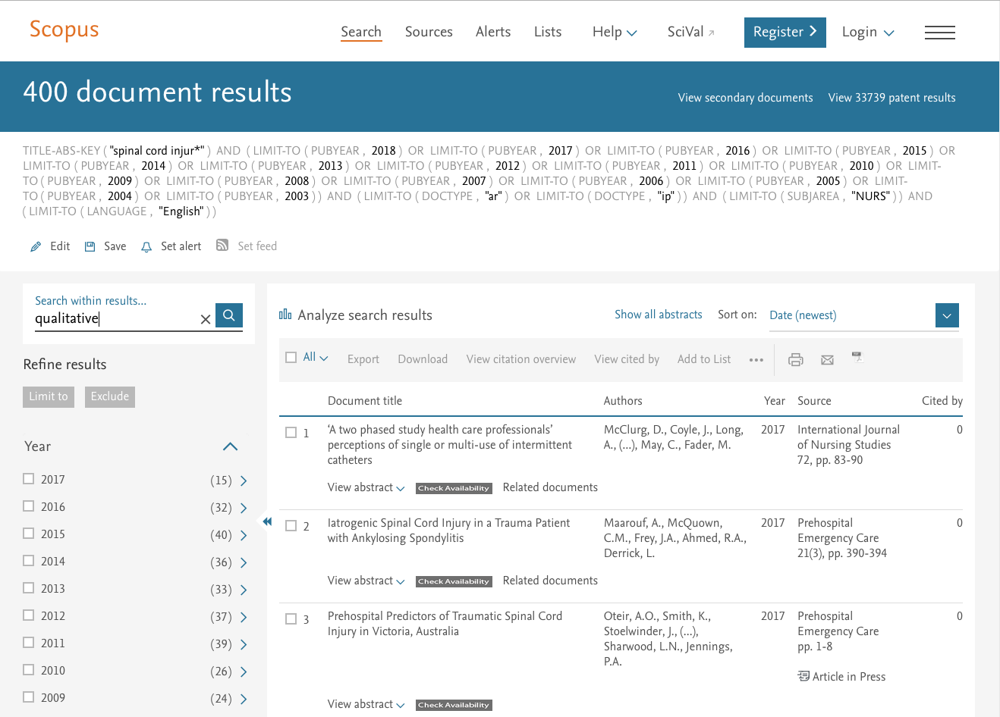 Scopus
Search Sources Alerts Lists Help SciVal Register Login
400 document results
View secondary documents View 33739 patent results
TITLE-ABS-KEY ( "spinal cord injur*" ) AND ( LIMIT-TO ( PUBYEAR , 2018 ) OR LIMIT-TO ( PUBYEAR , 2017 ) OR LIMIT-TO ( PUBYEAR , 2016 ) OR LIMIT-TO ( PUBYEAR , 2015 ) OR
LIMIT-TO ( PUBYEAR , 2014 ) OR LIMIT-TO ( PUBYEAR , 2013 ) OR LIMIT-TO ( PUBYEAR , 2012 ) OR LIMIT-TO ( PUBYEAR , 2011 ) OR LIMIT-TO ( PUBYEAR , 2010 ) OR LIMIT-
TO ( PUBYEAR , 2009 ) OR LIMIT-TO ( PUBYEAR , 2008 ) OR LIMIT-TO ( PUBYEAR , 2007 ) OR LIMIT-TO ( PUBYEAR , 2006 ) OR LIMIT-TO ( PUBYEAR , 2005 ) OR LIMIT-
TO ( PUBYEAR , 2004 ) OR LIMIT-TO ( PUBYEAR , 2003 ) ) AND ( LIMIT-TO ( DOCTYPE , "ar" ) OR LIMIT-TO ( DOCTYPE , "ip" ) ) AND ( LIMIT-TO ( SUBJAREA , "NURS" ) ) AND
( LIMIT-TO ( LANGUAGE , "English" ) )
Edit Save Set alert Set feed
Search within results...
qualitative
Refine results
Limit to Exclude
Year
2017 (15)
2016 (32)
2015 (40)
2014 (36)
2013 (33)
2012 (37)
2011 (39)
2010 (26)
2009 (24)
Analyze search results Show all abstracts Sort on: Date (newest)
All Export Download View citation overview View cited by Add to List
Document title Authors Year Source Cited by
1 ‘A two phased study health care professionals’ McClurg, D., Coyle, J., Long, 2017 International Journal 0
perceptions of single or multi-use of intermittent A., (...), May, C., Fader, M. of Nursing Studies
catheters 72, pp. 83-90
View abstract Check Availability Related documents
2 Iatrogenic Spinal Cord Injury in a Trauma Patient Maarouf, A., McQuown, 2017 Prehospital 0
with Ankylosing Spondylitis C.M., Frey, J.A., Ahmed, R.A., Emergency Care
Derrick, L. 21(3), pp. 390-394
View abstract Check Availability Related documents
3 Prehospital Predictors of Traumatic Spinal Cord Oteir, A.O., Smith, K., 2017 Prehospital 0
Injury in Victoria, Australia Stoelwinder, J., (...), Emergency Care
Sharwood, L.N., Jennings, pp. 1-8
P.A.
Article in Press
View abstract Check Availability